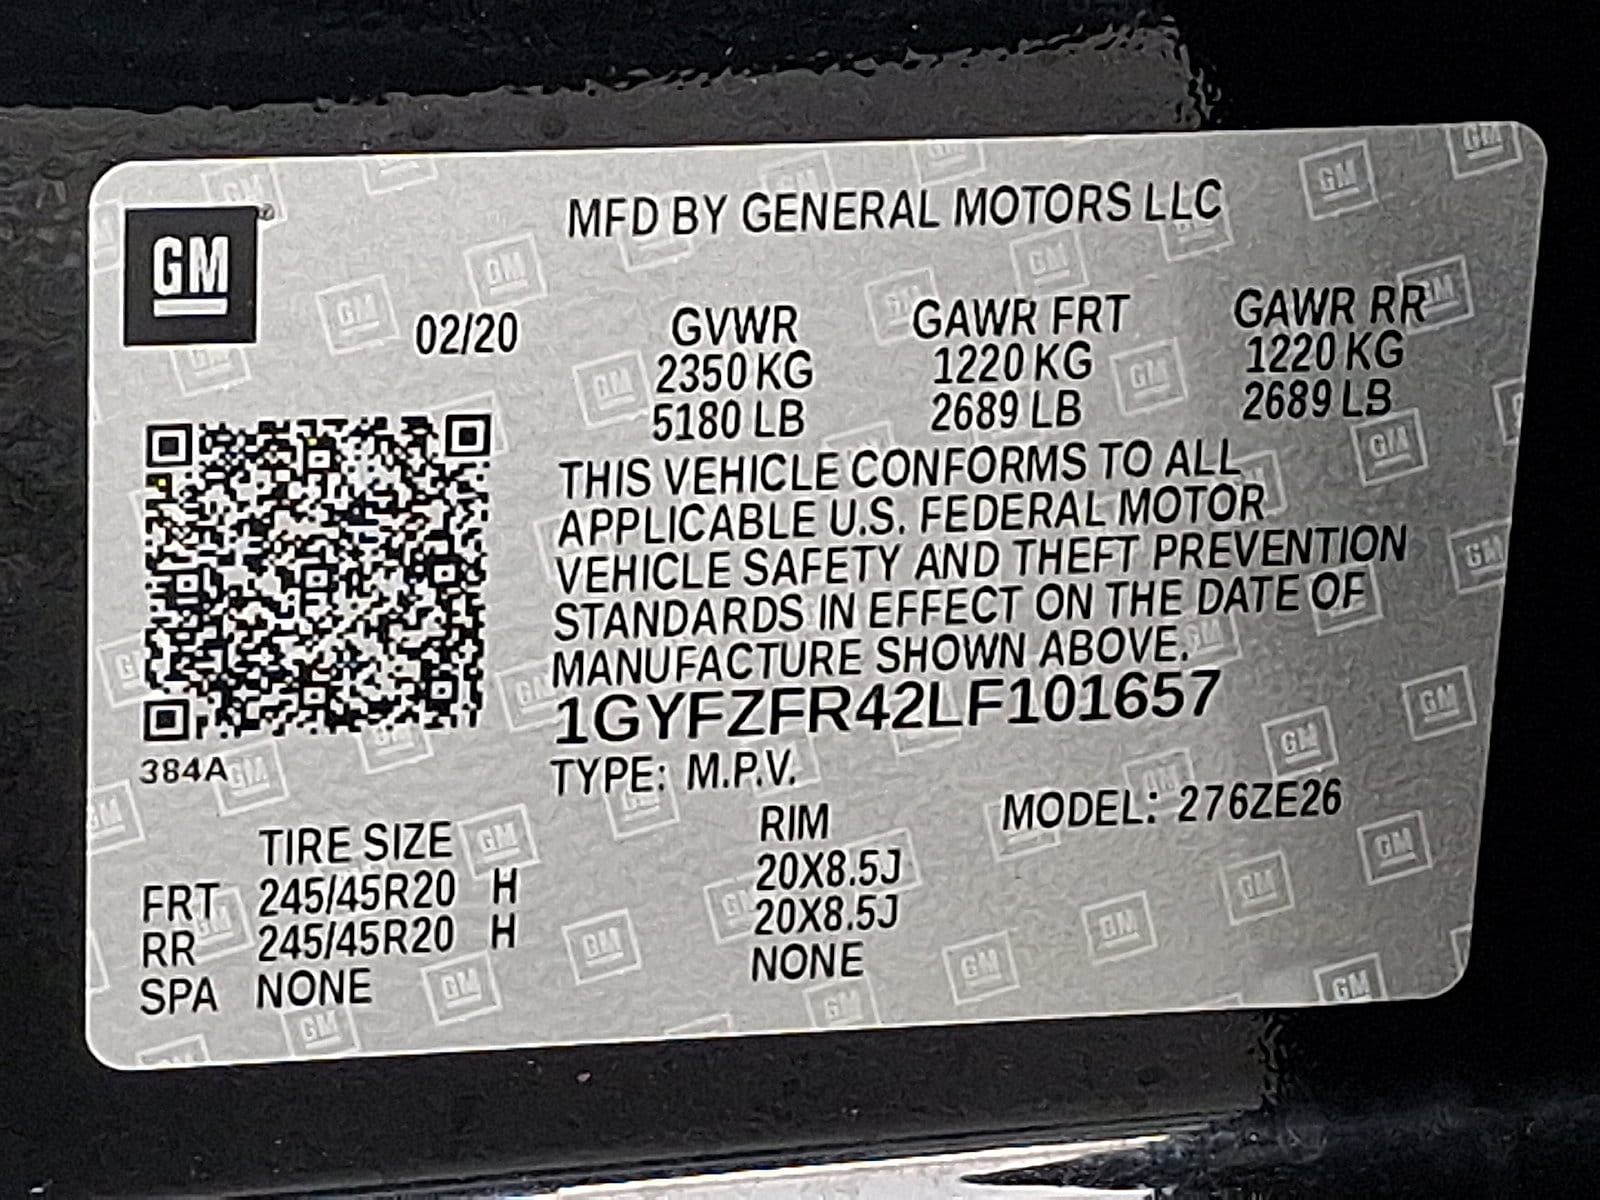 MFD BY GENERAL MOTORS LLC
GM
02/20
GVWR GAWR FRT GAWR RR
2350 KG 1220 KG 1220 KG
5180 LB 2689 LB 2689 LB
THIS VEHICLE CONFORMS TO ALL
APPLICABLE U.S. FEDERAL MOTOR
VEHICLE SAFETY AND THEFT PREVENTION
STANDARDS IN EFFECT ON THE DATE OF
MANUFACTURE SHOWN ABOVE.
1GYFZFR42LF101657
384A
TYPE: M.P.V.
MODEL: 276ZE26
TIRE SIZE RIM
FRT 245/45R20 H 20X8.5J
RR 245/45R20 H 20X8.5J
SPA NONE NONE